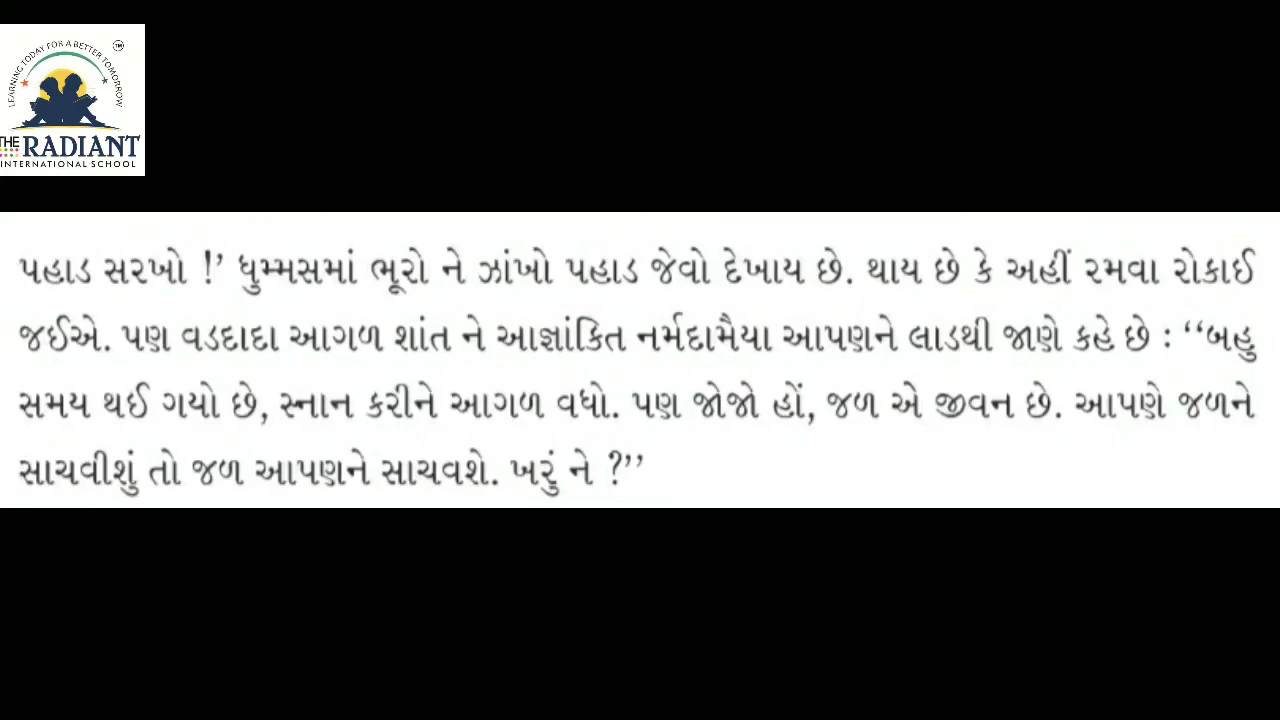 LEARNING TODAY FOR A BETTER TOMORROW
TM
THE RADIANT
INTERNATIONAL SCHOOL
પહાડ સરખો !’ ધુમ્મસમાં ભૂરો ને ઝાંખો પહાડ જેવો દેખાય છે. થાય છે કે અહીં રમવા રોકાઈ
જઈએ. પણ વડદાદા આગળ શાંત ને આજ્ઞાંકિત નર્મદામૈયા આપણને લાડથી જાણે કહે છે : ‘‘બહુ
સમય થઈ ગયો છે, સ્નાન કરીને આગળ વધો. પણ જોજો હોં, જળ એ જીવન છે. આપણે જળને
સાચવીશું તો જળ આપણને સાચવશે. ખરું ને ?’’